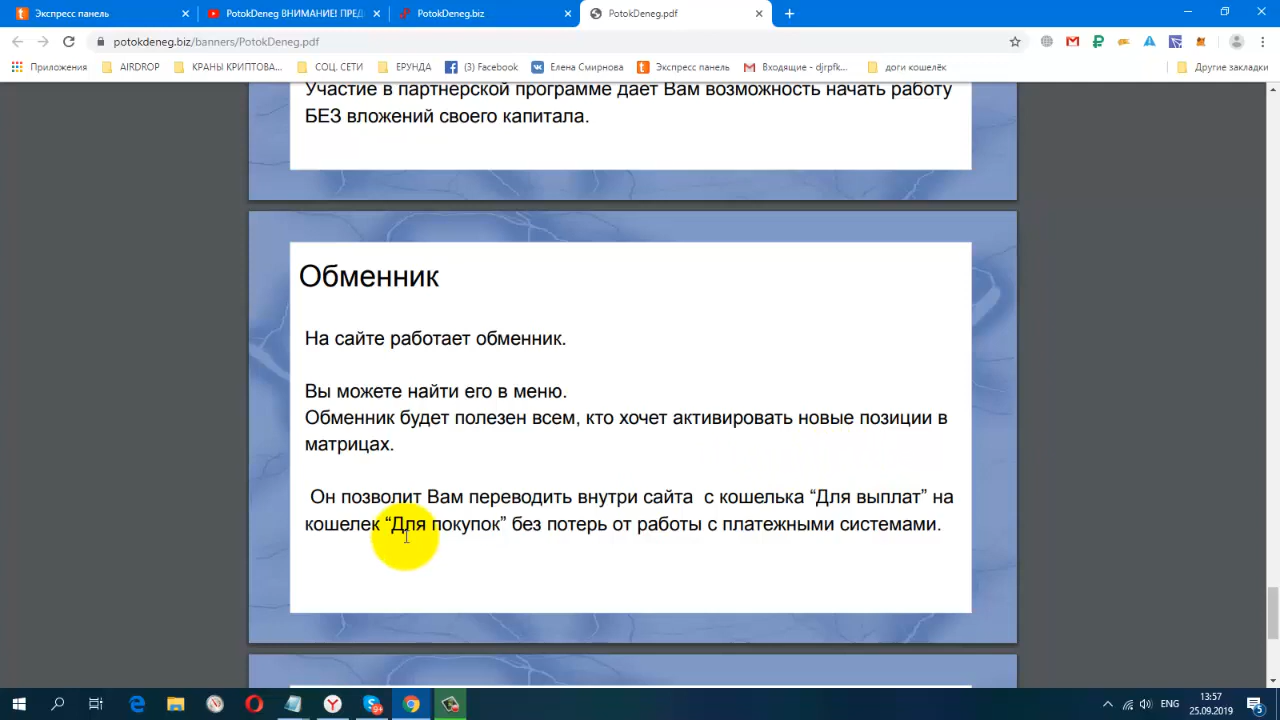 Экспресс панель
PotokDeneg ВНИМАНИЕ! ПРЕД
PotokDeneg.biz
PotokDeneg.pdf
potokdeneg.biz/banners/PotokDeneg.pdf
Приложения
AIRDROP
КРАНЫ КРИПТОВА...
СОЦ. СЕТИ
ЕРУНДА
(3) Facebook
Елена Смирнова
Экспресс панель
Входящие - djrpfk...
доги кошелёк
Другие закладки
Участие в партнерской программе дает Вам возможность начать работу
БЕЗ вложений своего капитала.
Обменник
На сайте работает обменник.
Вы можете найти его в меню.
Обменник будет полезен всем, кто хочет активировать новые позиции в
матрицах.
Он позволит Вам переводить внутри сайта с кошелька “Для выплат” на
кошелек “Для покупок” без потерь от работы с платежными системами.
ENG
13:57
25.09.2019
5